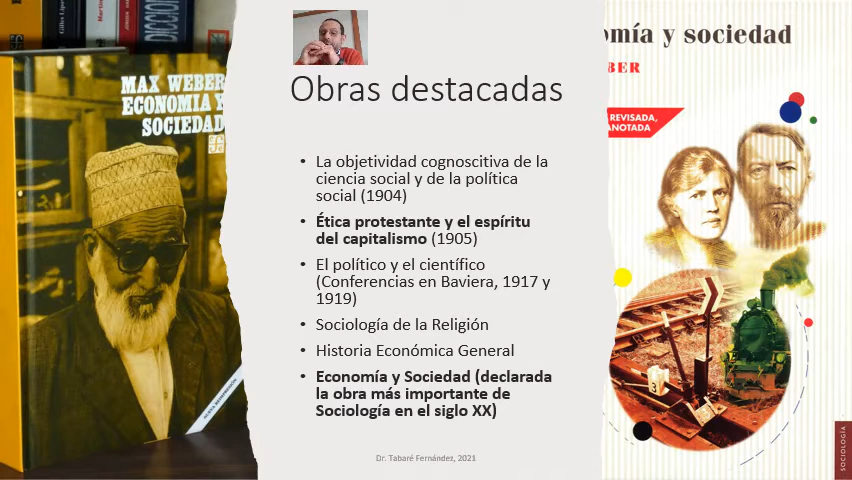 DICCION
MAX WEBER
ECONOMIA Y
SOCIEDAD
Obras destacadas
• La objetividad cognoscitiva de la
ciencia social y de la política
social (1904)
• Ética protestante y el espíritu
del capitalismo (1905)
• El político y el científico
(Conferencias en Baviera, 1917 y
1919)
• Sociología de la Religión
• Historia Económica General
• Economía y Sociedad (declarada
la obra más importante de
Sociología en el siglo XX)
Dr. Tabaré Fernández, 2021
omía y sociedad
BER
REVISADA,
ANOTADA
3
SOCIOLOGÍA